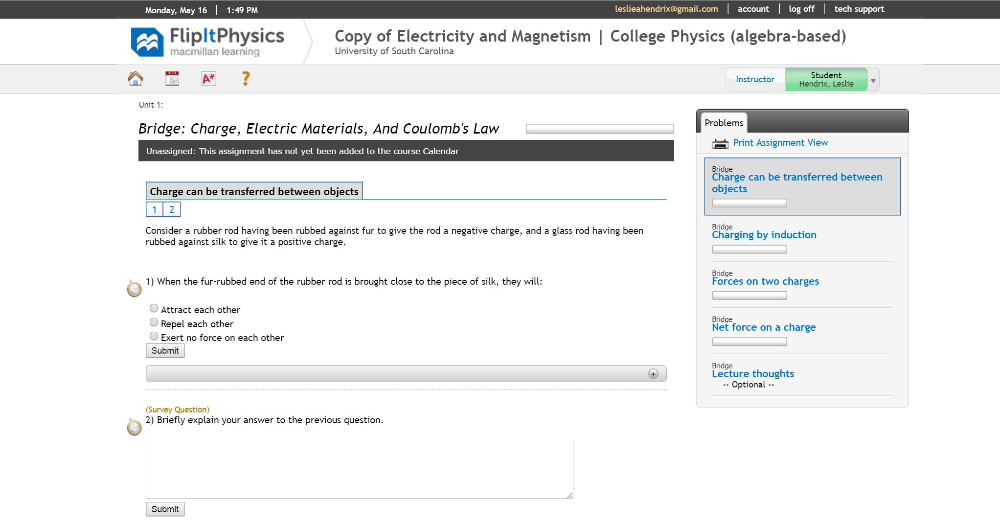 Monday, May 16 | 1:49 PM
leslieahendrix@gmail.com | account | log off | tech support
FlipItPhysics
macmillan learning
Copy of Electricity and Magnetism | College Physics (algebra-based)
University of South Carolina
5
A+
?
Instructor
Student
Hendrix, Leslie
Unit 1:
Bridge: Charge, Electric Materials, And Coulomb's Law
Unassigned: This assignment has not yet been added to the course Calendar
Charge can be transferred between objects
1 2
Consider a rubber rod having been rubbed against fur to give the rod a negative charge, and a glass rod having been
rubbed against silk to give it a positive charge.
1) When the fur-rubbed end of the rubber rod is brought close to the piece of silk, they will:
Attract each other
Repel each other
Exert no force on each other
Submit
(Survey Question)
2) Briefly explain your answer to the previous question.
Submit
Problems
Print Assignment View
Bridge
Charge can be transferred between
objects
Bridge
Charging by induction
Bridge
Forces on two charges
Bridge
Net force on a charge
Bridge
Lecture thoughts
-- Optional --